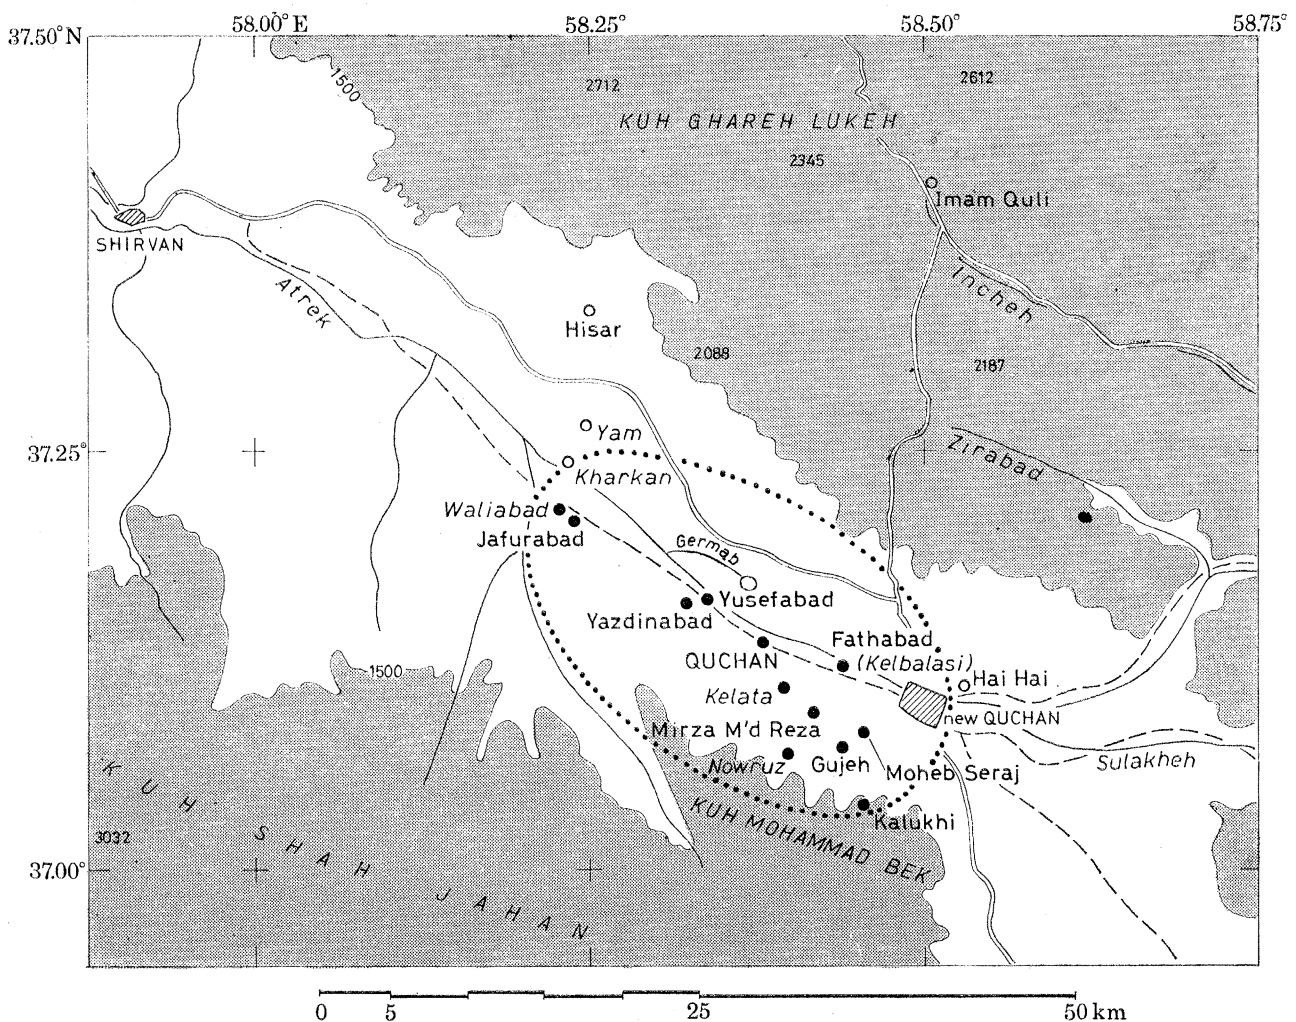 58.00° E 58.25° 58.50° 58.75°
37.50° N
1500
2712
2612
KUH GHAREH LUKEH
2345
Imam Quli
SHIRVAN
Atrek
Incheh
Hisar
2088
2187
Yam
37.25°
Zirabad
Kharkan
Waliabad
Jafurabad
Germab
Yusefabad
Yazdinabad
Fathabad
QUCHAN
(Kelbalasi)
1500
Hai Hai
Kelata
new QUCHAN
Mirza M'd Reza
Nowruz
Gujeh
Moheb Seraj
Sulakheh
KUH SHAH JAHAN
KUH MOHAMMAD BEK
Kalukhi
3032
37.00°
0 5 25 50 km